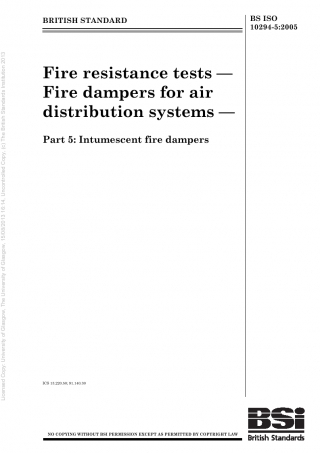 BRITISH STANDARD
BS ISO
10294-5:2005
Fire resistance tests —
Fire dampers for air
distribution systems —
Part 5: Intumescent fire dampers
NO COPYING WITHOUT BSI PERMISSION EXCEPT AS PERMITTED BY COPYRIGHT LAW
BSi
British Standards